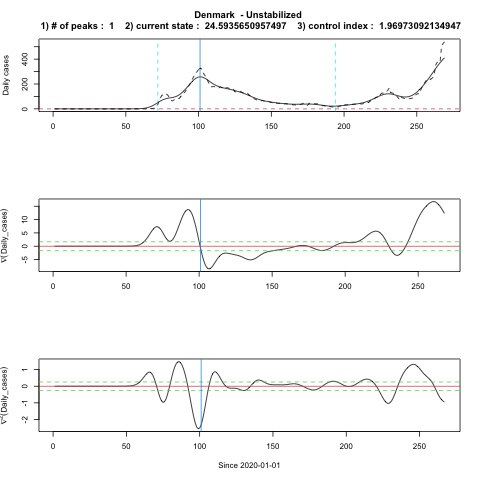 Denmark - Unstabilized
1) # of peaks : 1 2) current state : 24.5935650957497 3) control index : 1.96973092134947
Daily cases
400
200
0
0 50 100 150 200 250
∇(Daily_cases)
10
5
0
-5
0 50 100 150 200 250
∇²(Daily_cases)
1
0
-1
-2
0 50 100 150 200 250
Since 2020-01-01